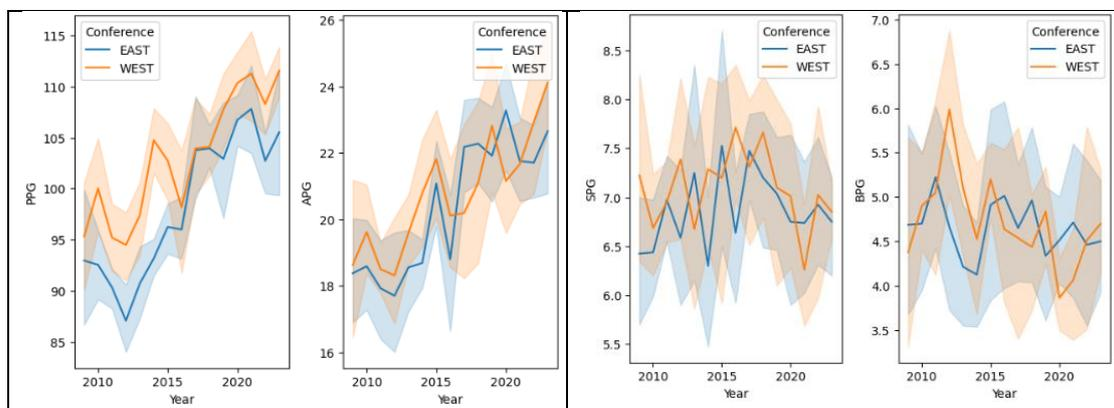 PPG
115
110
105
100
95
90
85
Conference
EAST
WEST
2010
2015
2020
Year
APG
26
24
22
20
18
16
Conference
EAST
WEST
2010
2015
2020
Year
SPG
8.5
8.0
7.5
7.0
6.5
6.0
5.5
Conference
EAST
WEST
2010
2015
2020
Year
BPG
7.0
6.5
6.0
5.5
5.0
4.5
4.0
3.5
Conference
EAST
WEST
2010
2015
2020
Year